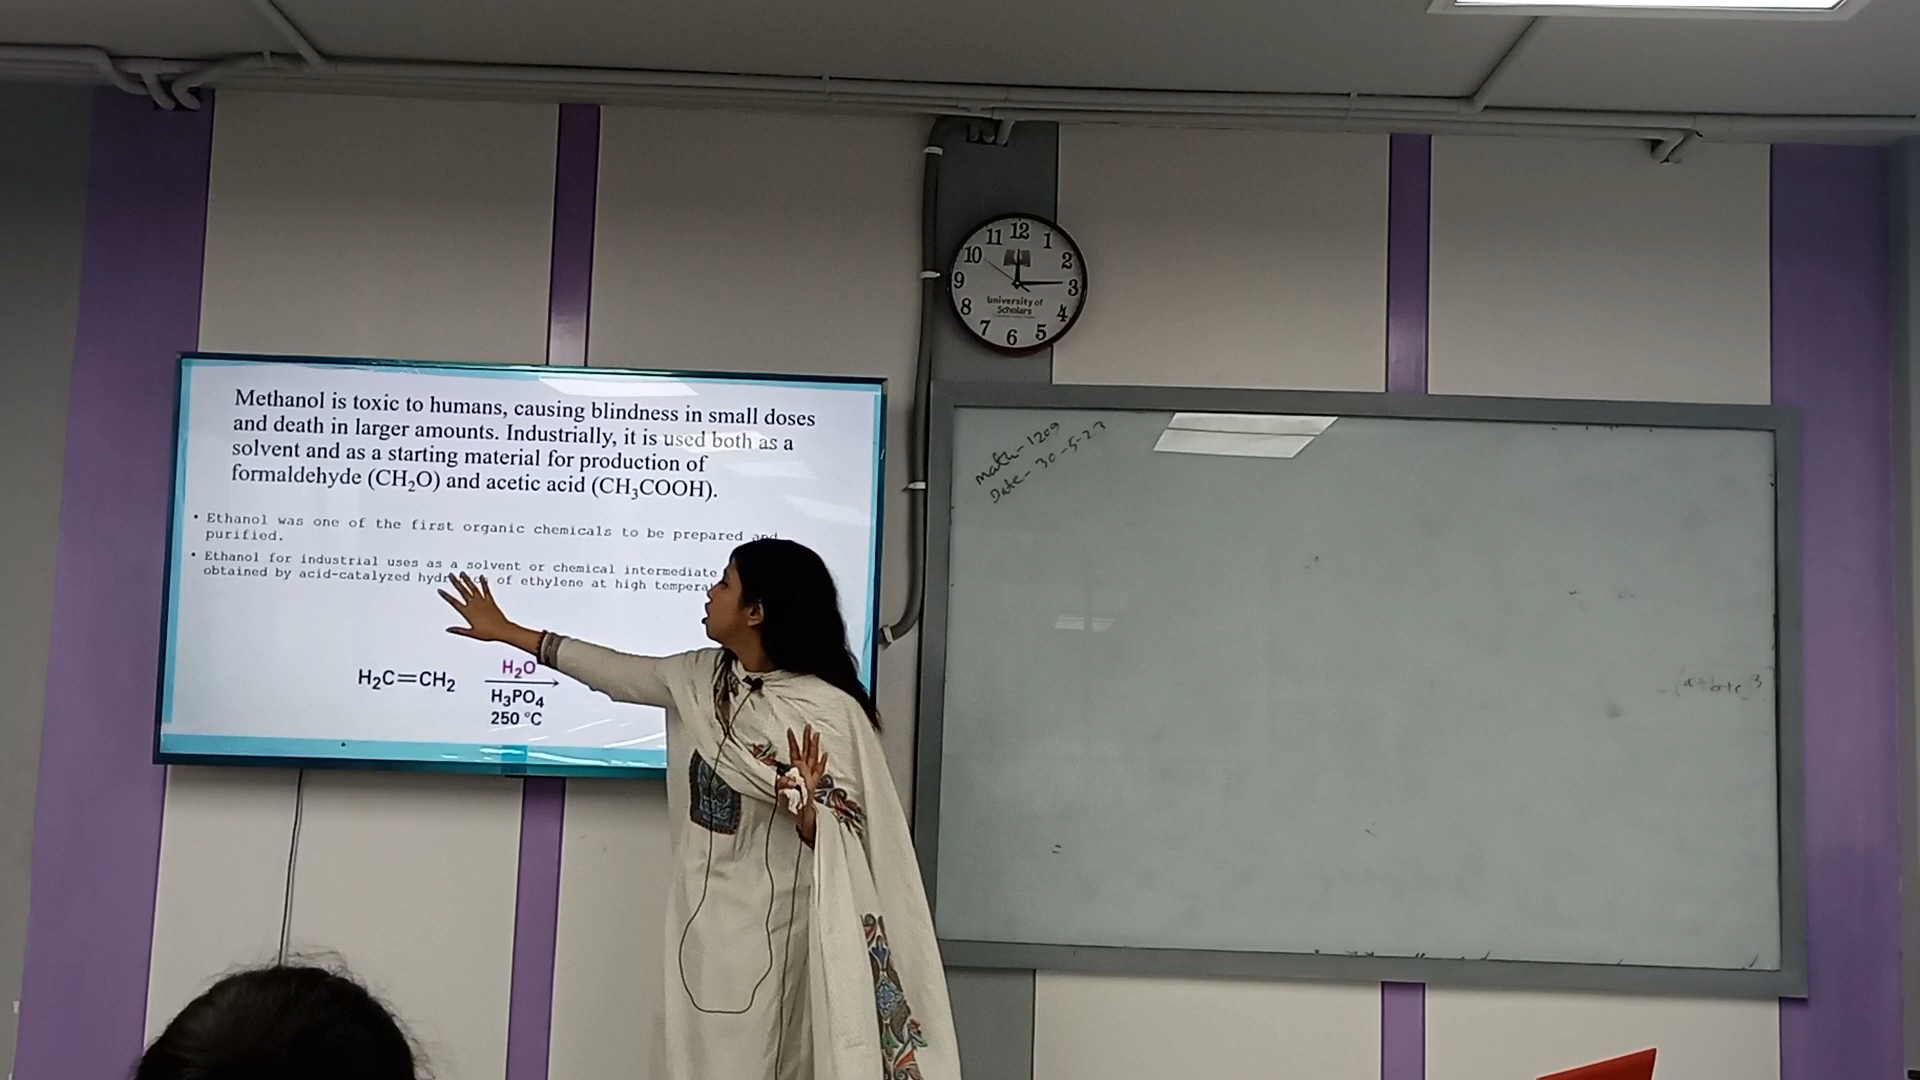 Methanol is toxic to humans, causing blindness in small doses
and death in larger amounts. Industrially, it is used both as a
solvent and as a starting material for production of
formaldehyde (CH₂O) and acetic acid (CH₃COOH).
• Ethanol was one of the first organic chemicals to be prepared and
purified.
• Ethanol for industrial uses as a solvent or chemical intermediate
obtained by acid-catalyzed of ethylene at high
H₂C=CH₂
H₂O
H₃PO₄
250 °C
12
11 1
10 2
9 3
8 4
7 5
6
University of
Scholars
Math-1209
Date- 30-5-23